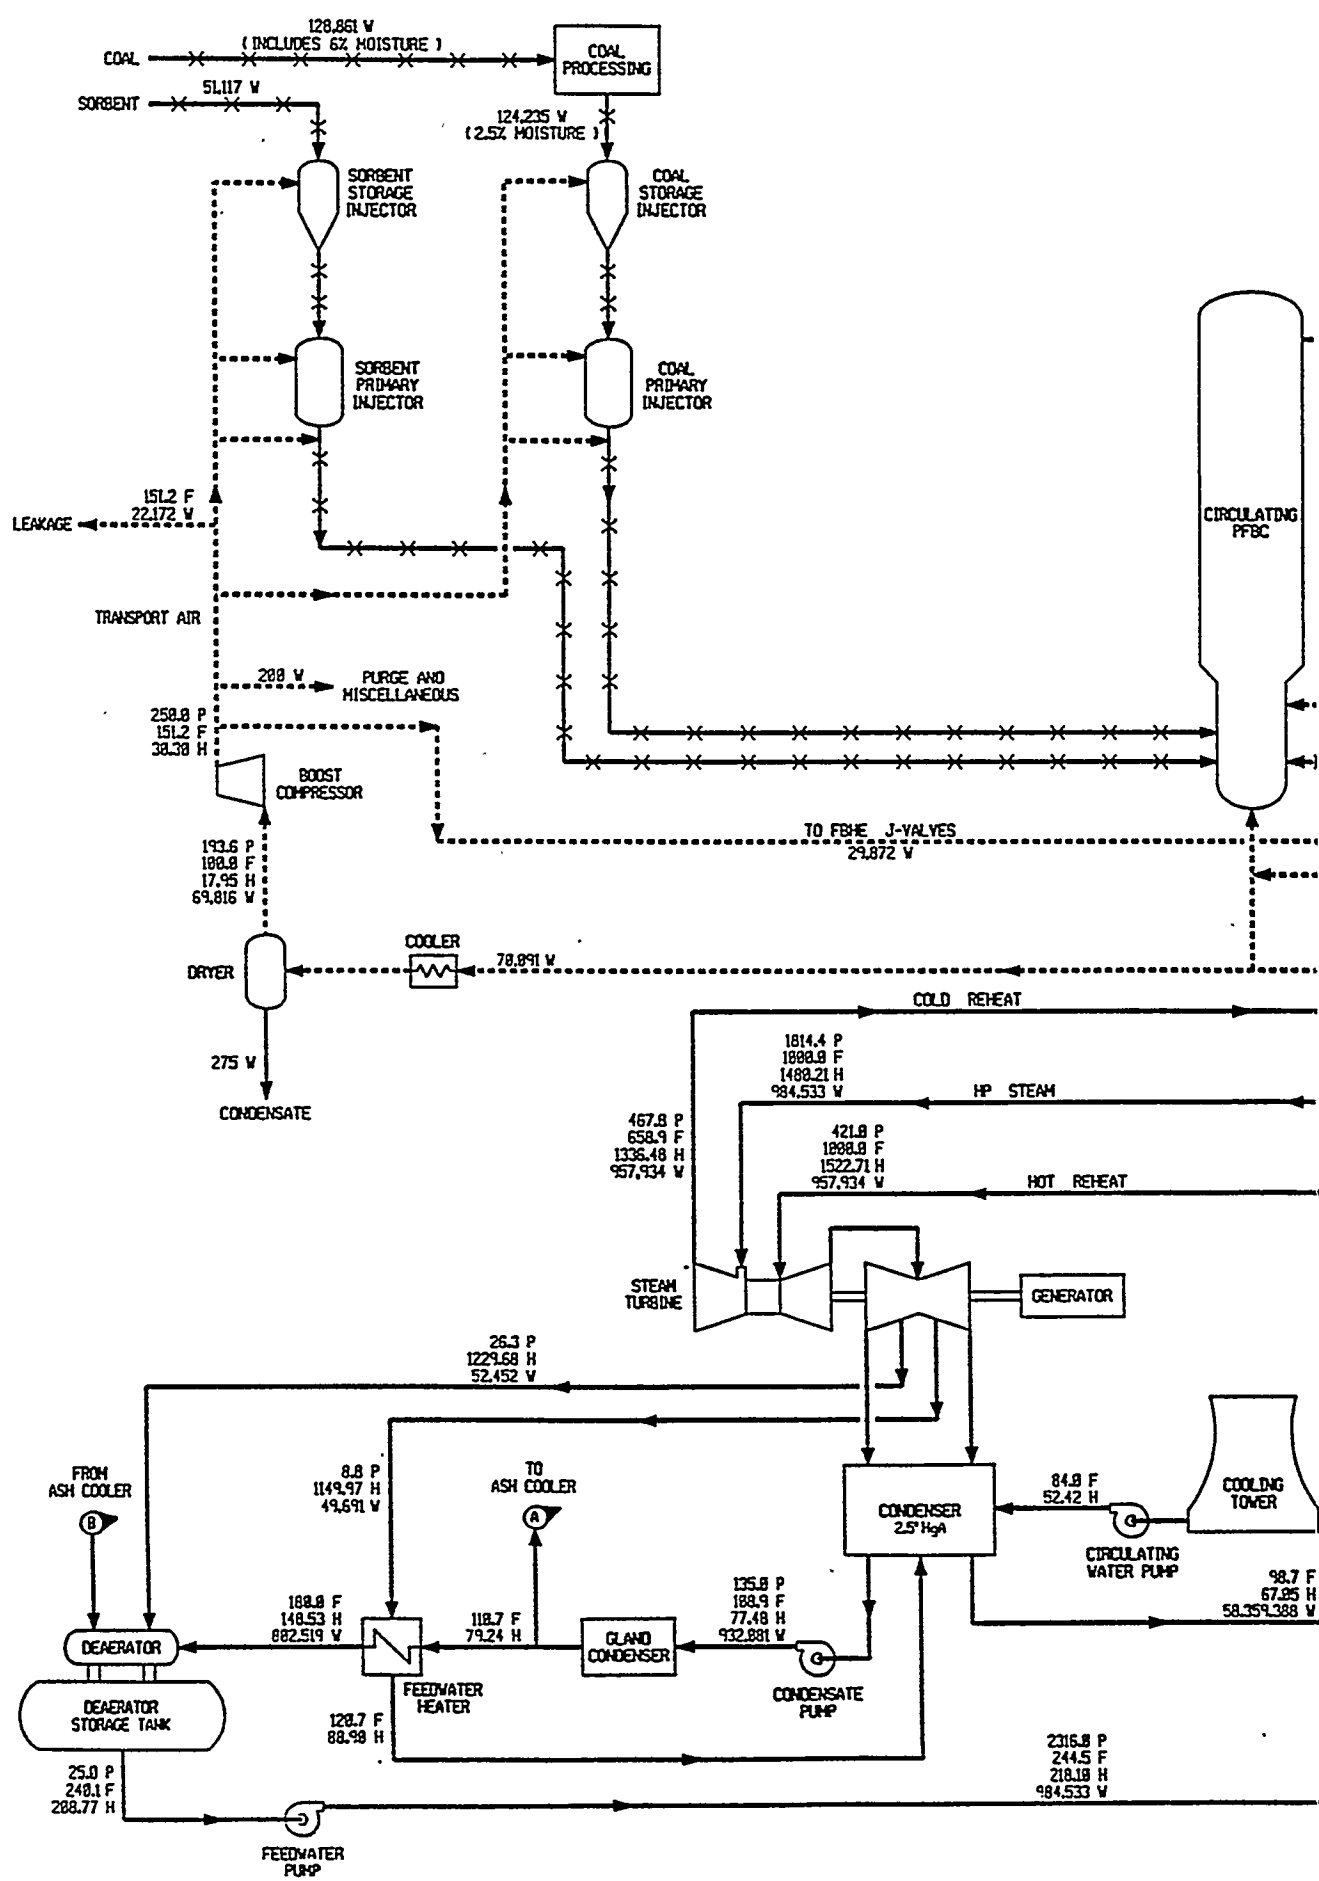 128,861 W
( INCLUDES 6% MOISTURE )
COAL
COAL
PROCESSING
51,117 W
SORBENT
124,235 W
( 2.5% MOISTURE )
SORBENT
STORAGE
INJECTOR
COAL
STORAGE
INJECTOR
SORBENT
PRIMARY
INJECTOR
COAL
PRIMARY
INJECTOR
151.2 F
22,172 W
LEAKAGE
CIRCULATING
PFBC
TRANSPORT AIR
200 W
PURGE AND
MISCELLANEOUS
250.0 P
151.2 F
30.30 H
BOOST
COMPRESSOR
TO FBHE J-VALVES
29,872 W
193.6 P
100.0 F
17.95 H
69,816 W
COOLER
DRYER
70,091 W
COLD REHEAT
275 W
CONDENSATE
1814.4 P
1000.0 F
1480.21 H
984,533 W
HP STEAM
467.8 P
658.9 F
1336.48 H
957,934 W
421.0 P
1000.0 F
1522.71 H
957,934 W
HOT REHEAT
STEAM
TURBINE
GENERATOR
26.3 P
1229.68 H
52,452 W
FROM
ASH COOLER
B
8.8 P
1149.97 H
49,691 W
TO
ASH COOLER
A
CONDENSER
2.5" HgA
84.0 F
52.42 H
COOLING
TOWER
CIRCULATING
WATER PUMP
98.7 F
67.05 H
58,359,388 W
180.0 F
148.53 H
882,519 W
110.7 F
79.24 H
135.0 P
108.9 F
77.48 H
932,881 W
DEAERATOR
GLAND
CONDENSER
FEEDWATER
HEATER
CONDENSATE
PUMP
DEAERATOR
STORAGE TANK
120.7 F
88.90 H
25.0 P
240.1 F
208.77 H
2316.0 P
244.5 F
218.18 H
984,533 W
FEEDWATER
PUMP